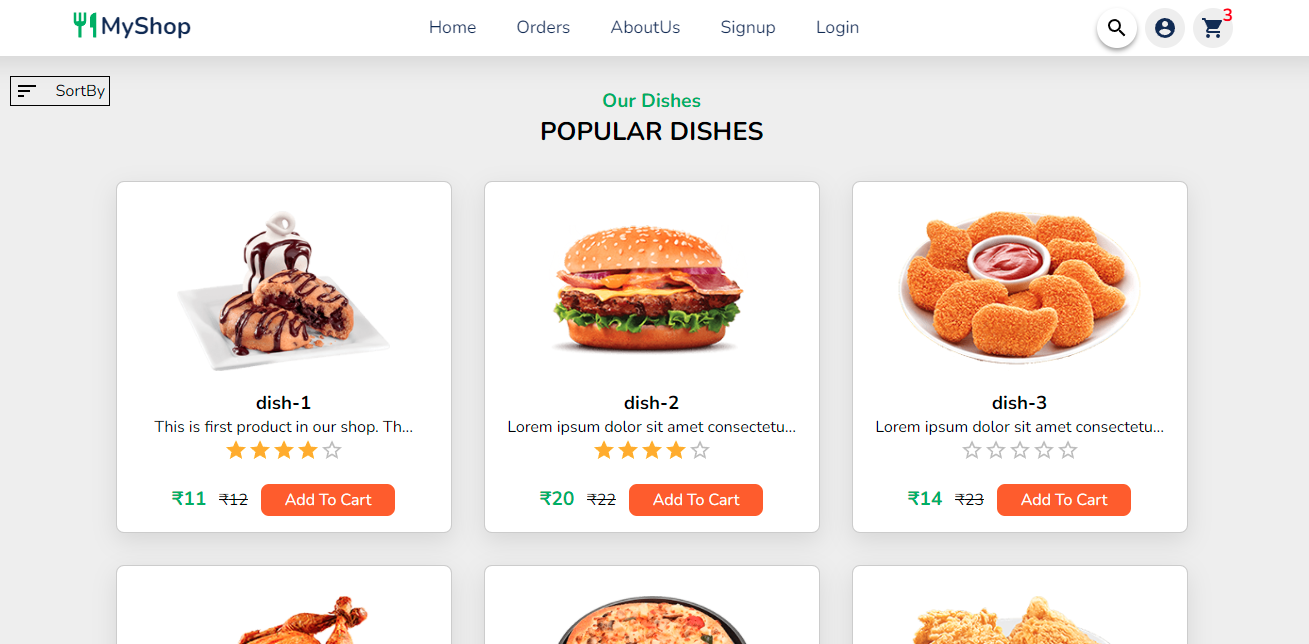 MyShop
Home Orders AboutUs Signup Login
3
SortBy
Our Dishes
POPULAR DISHES
dish-1
This is first product in our shop. Th...
₹11 ₹12 Add To Cart
dish-2
Lorem ipsum dolor sit amet consectetu...
₹20 ₹22 Add To Cart
dish-3
Lorem ipsum dolor sit amet consectetu...
₹14 ₹23 Add To Cart